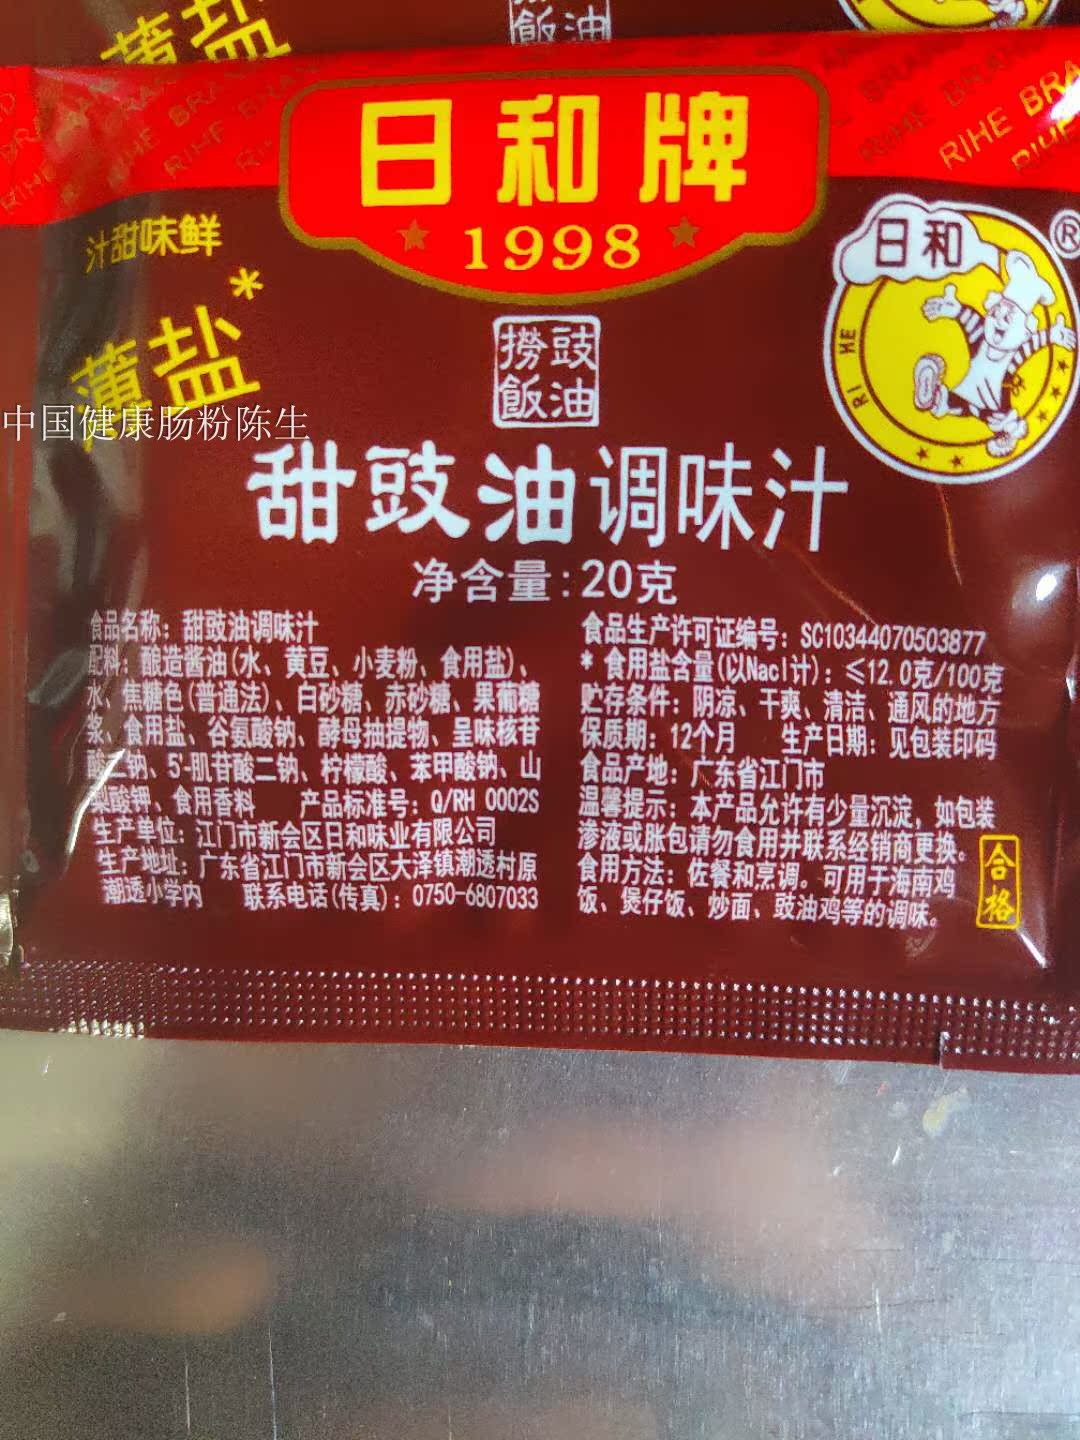 薄盐
飯油
RIHE BRAND
日和牌
1998
汁甜味鲜
薄盐*
日和
®
RI HE
撈豉
飯油
中国健康肠粉陈生
甜豉油调味汁
净含量:20克
食品名称：甜豉油调味汁
配料：酿造酱油(水、黄豆、小麦粉、食用盐)、
水、焦糖色(普通法)、白砂糖、赤砂糖、果葡糖
浆、食用盐、谷氨酸钠、酵母抽提物、呈味核苷
酸二钠、5'-肌苷酸二钠、柠檬酸、苯甲酸钠、山
梨酸钾、食用香料 产品标准号：Q/RH 0002S
生产单位：江门市新会区日和味业有限公司
生产地址：广东省江门市新会区大泽镇潮透村原
潮透小学内 联系电话(传真)：0750-6807033
食品生产许可证编号：SC10344070503877
*食用盐含量(以Nacl计)：≤12.0克/100克
贮存条件：阴凉、干爽、清洁、通风的地方
保质期：12个月 生产日期：见包装印码
食品产地：广东省江门市
温馨提示：本产品允许有少量沉淀，如包装
渗液或胀包请勿食用并联系经销商更换。
食用方法：佐餐和烹调。可用于海南鸡
饭、煲仔饭、炒面、豉油鸡等的调味。
合格